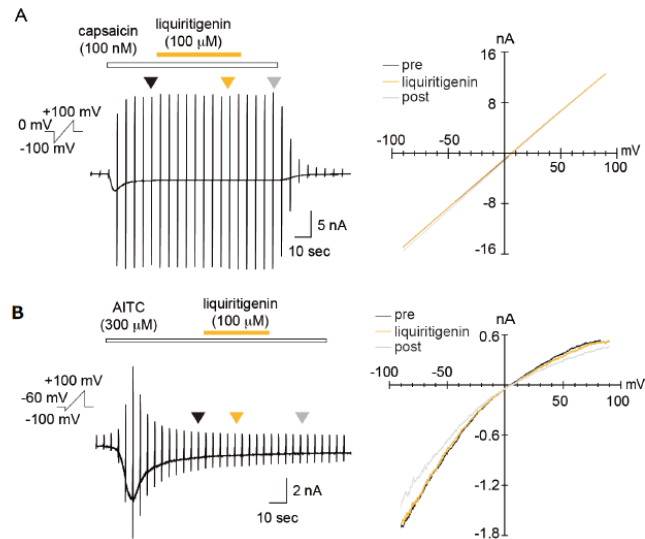 A
capsaicin
(100 nM)
liquiritigenin
(100 μM)
+100 mV
0 mV
-100 mV
5 nA
10 sec
nA
16
8
-8
-16
-100
-50
50
100
mV
pre
liquiritigenin
post
B
AITC
(300 μM)
liquiritigenin
(100 μM)
+100 mV
-60 mV
-100 mV
2 nA
10 sec
pre
liquiritigenin
post
nA
0.6
-0.6
-1.2
-1.8
-100
-50
50
100
mV